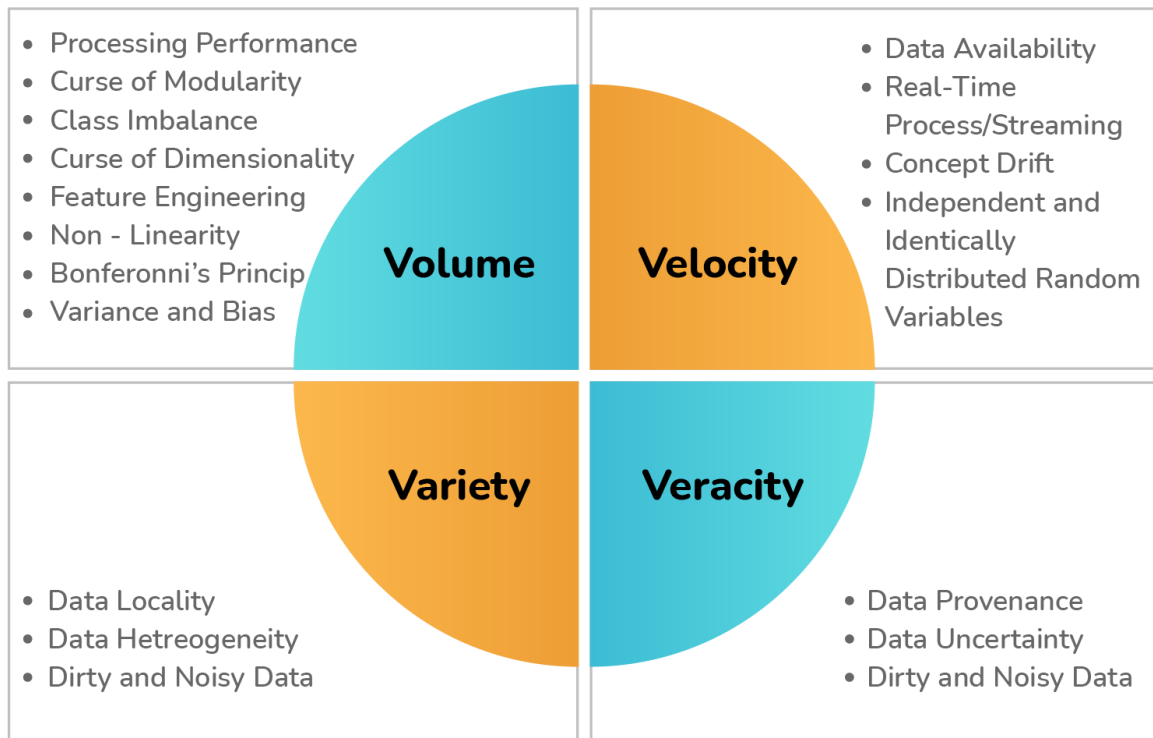 • Processing Performance
• Curse of Modularity
• Class Imbalance
• Curse of Dimensionality
• Feature Engineering
• Non - Linearity
• Bonferonni’s Princip
• Variance and Bias
Volume
• Data Availability
• Real-Time
Process/Streaming
• Concept Drift
• Independent and
Identically
Distributed Random
Variables
Velocity
Variety
• Data Locality
• Data Hetreogeneity
• Dirty and Noisy Data
Veracity
• Data Provenance
• Data Uncertainty
• Dirty and Noisy Data